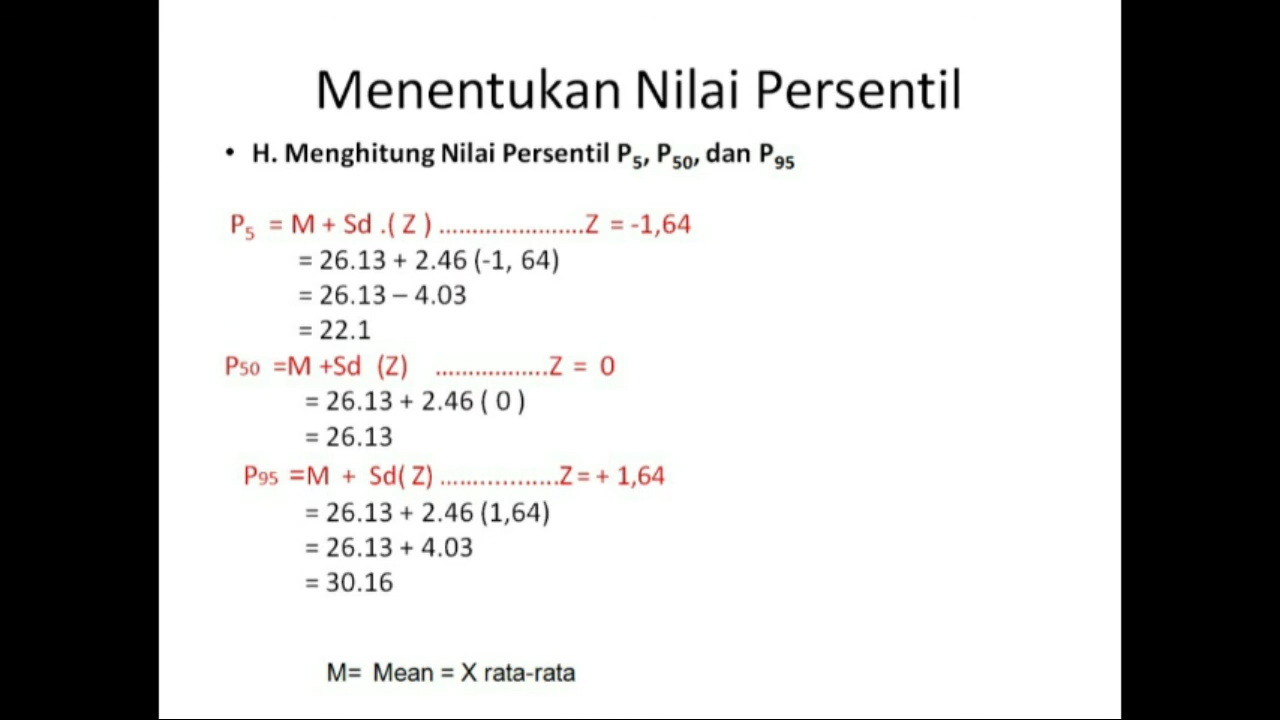 Menentukan Nilai Persentil
• H. Menghitung Nilai Persentil P5, P50, dan P95
P5 = M + Sd .( Z ) ......................Z = -1,64
= 26.13 + 2.46 (-1, 64)
= 26.13 – 4.03
= 22.1
P50 =M +Sd (Z) .................Z = 0
= 26.13 + 2.46 ( 0 )
= 26.13
P95 =M + Sd( Z) ..................Z = + 1,64
= 26.13 + 2.46 (1,64)
= 26.13 + 4.03
= 30.16
M= Mean = X rata-rata